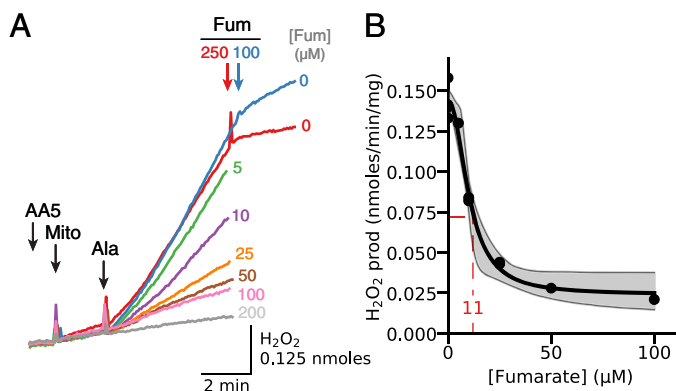 A
Fum
250 100
[Fum]
(μM)
0
0
5
10
25
50
100
200
AA5
Mito
Ala
H₂O₂
0.125 nmoles
2 min
B
H₂O₂ prod (nmoles/min/mg)
0.150
0.125
0.100
0.075
0.050
0.025
0.000
11
0
50
100
[Fumarate] (μM)